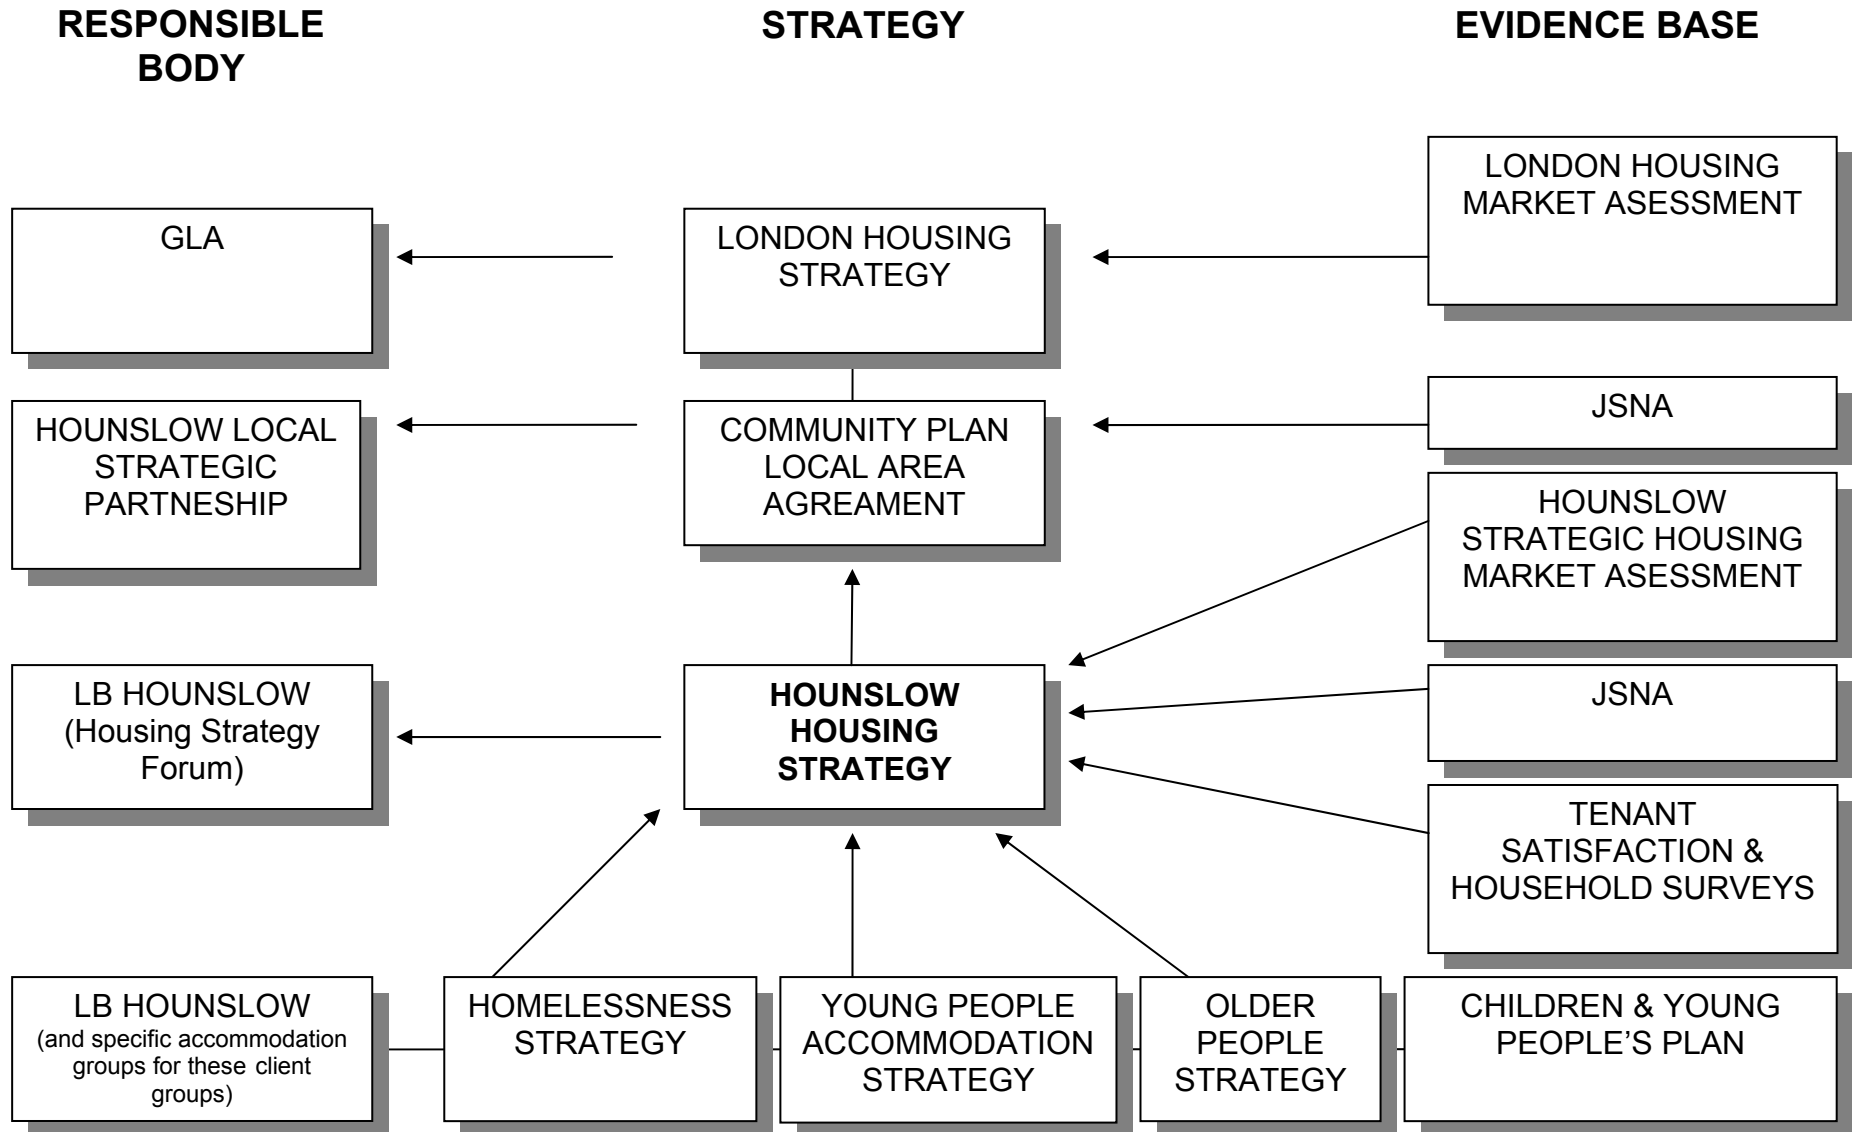 RESPONSIBLE
BODY
STRATEGY
EVIDENCE BASE
LONDON HOUSING
MARKET ASESSMENT
GLA
LONDON HOUSING
STRATEGY
JSNA
HOUNSLOW LOCAL
STRATEGIC
PARTNESHIP
COMMUNITY PLAN
LOCAL AREA
AGREAMENT
HOUNSLOW
STRATEGIC HOUSING
MARKET ASESSMENT
LB HOUNSLOW
(Housing Strategy
Forum)
HOUNSLOW
HOUSING
STRATEGY
JSNA
TENANT
SATISFACTION &
HOUSEHOLD SURVEYS
LB HOUNSLOW
(and specific accommodation
groups for these client
groups)
HOMELESSNESS
STRATEGY
YOUNG PEOPLE
ACCOMMODATION
STRATEGY
OLDER
PEOPLE
STRATEGY
CHILDREN & YOUNG
PEOPLE’S PLAN